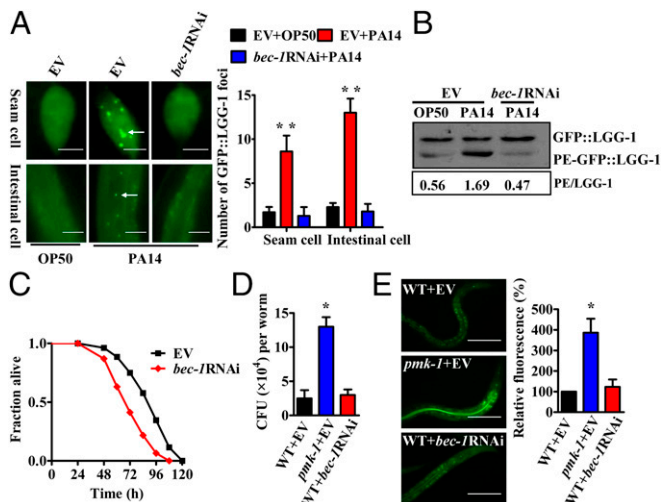 A
EV
EV
bec-1RNAi
Seam cell
Intestinal cell
OP50
PA14
EV+OP50
EV+PA14
bec-1RNAi+PA14
Number of GFP::LGG-1 foci
15
10
5
0
* *
* *
Seam cell
Intestinal cell
B
EV
bec-1RNAi
OP50
PA14
PA14
GFP::LGG-1
PE-GFP::LGG-1
0.56
1.69
0.47
PE/LGG-1
C
Fraction alive
1.0
0.5
0.0
EV
bec-1RNAi
0
24
48
72
96
120
Time (h)
D
CFU (×10⁴) per worm
15
10
5
0
*
WT+EV
pmk-1+EV
WT+bec-1RNAi
E
WT+EV
pmk-1+EV
WT+bec-1RNAi
Relative fluorescence (%)
500
400
300
200
100
0
*
WT+EV
pmk-1+EV
WT+bec-1RNAi